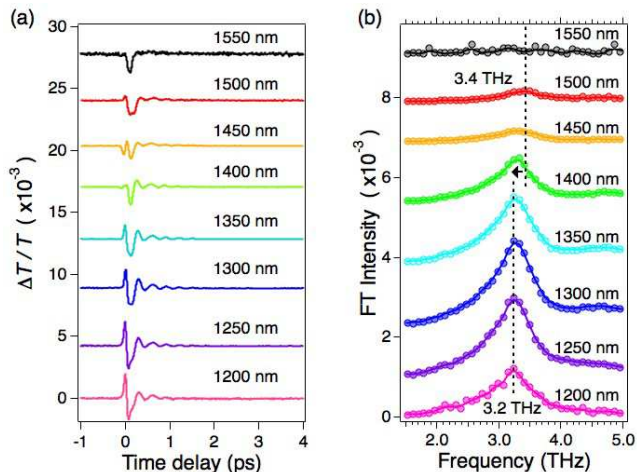 (a)
30
25
20
15
10
5
0
ΔT/T (x10⁻³)
1550 nm
1500 nm
1450 nm
1400 nm
1350 nm
1300 nm
1250 nm
1200 nm
-1 0 1 2 3 4
Time delay (ps)
(b)
8
6
4
2
0
FT Intensity (x10⁻³)
1550 nm
3.4 THz
1500 nm
1450 nm
1400 nm
1350 nm
1300 nm
1250 nm
1200 nm
3.2 THz
2.0 3.0 4.0 5.0
Frequency (THz)